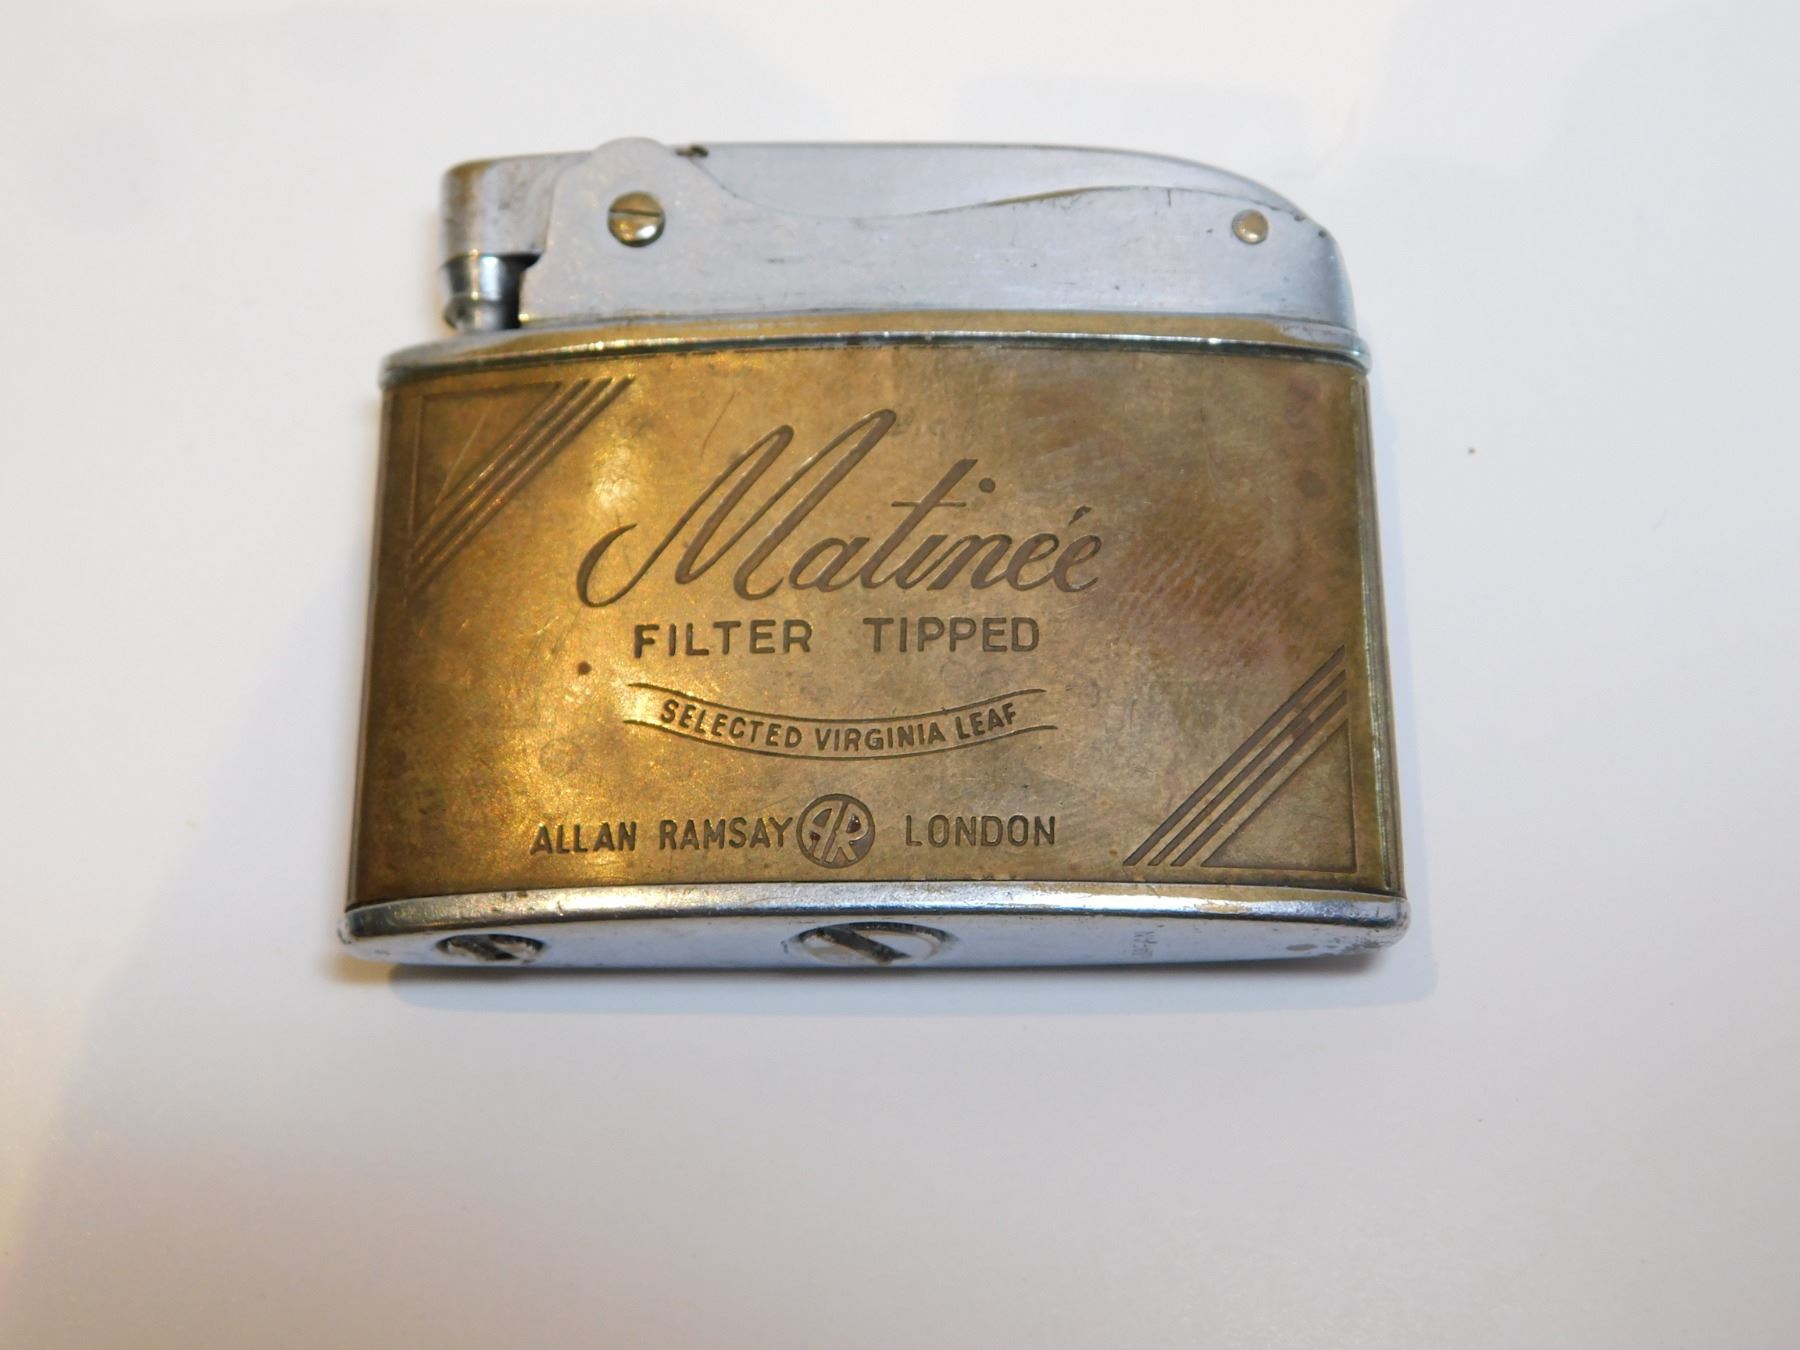 Matinée
FILTER TIPPED
SELECTED VIRGINIA LEAF
ALLAN RAMSAY AR LONDON